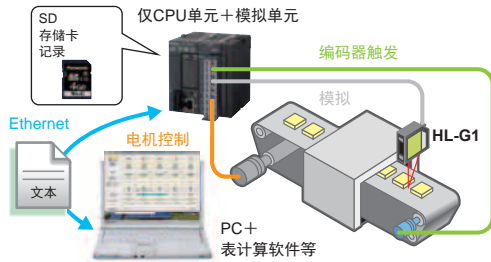 SD
存储卡
记录
仅CPU单元＋模拟单元
编码器触发
模拟
Ethernet
电机控制
HL-G1
文本
PC＋
表计算软件等